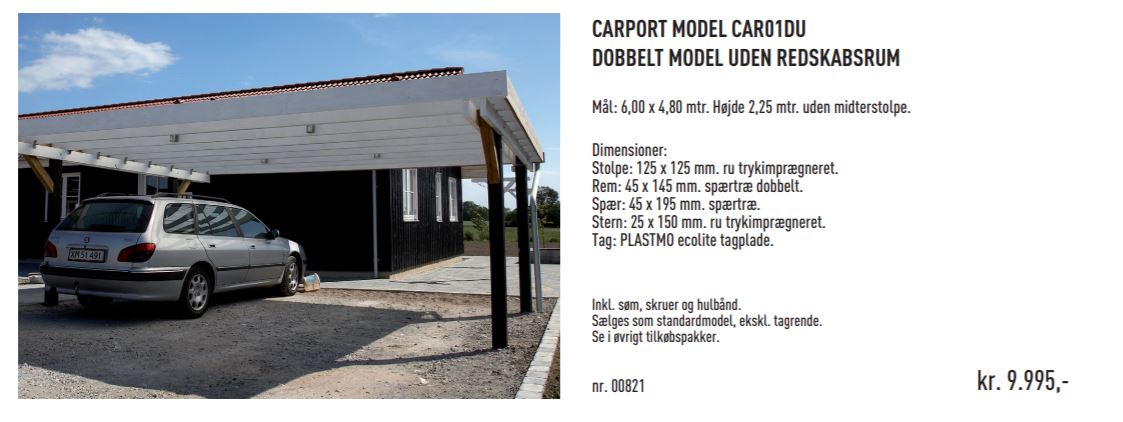 CARPORT MODEL CAR01DU
DOBBELT MODEL UDEN REDSKABSRUM
Mål: 6,00 x 4,80 mtr. Højde 2,25 mtr. uden midterstolpe.
Dimensioner:
Stolpe: 125 x 125 mm. ru trykimprægneret.
Rem: 45 x 145 mm. spærtræ dobbelt.
Spær: 45 x 195 mm. spærtræ.
Stern: 25 x 150 mm. ru trykimprægneret.
Tag: PLASTMO ecolite tagplade.
Inkl. søm, skruer og hulbånd.
Sælges som standardmodel, ekskl. tagrende.
Se i øvrigt tilkøbspakker.
nr. 00821
kr. 9.995,-
XM 51 491